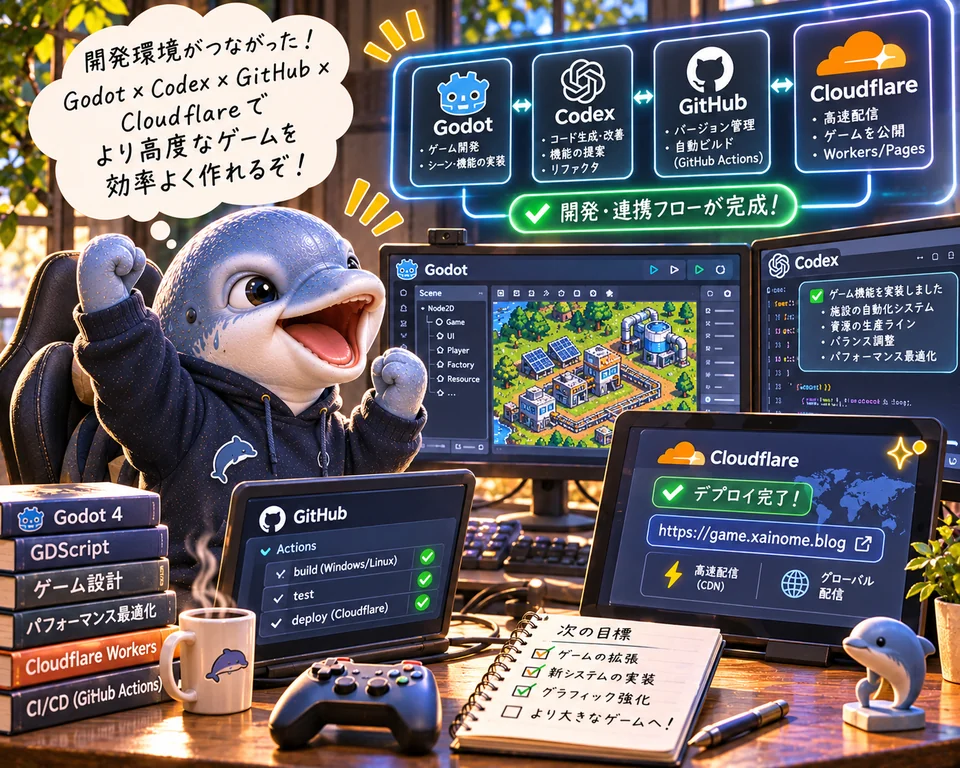 開発環境がつながった！
Godot × Codex × GitHub ×
Cloudflare で
より高度なゲームを
効率よく作れるぞ！
Godot
・ゲーム開発
・シーン・機能の実装
Codex
・コード生成・改善
・機能の提案
・リファクタ
GitHub
・バージョン管理
・自動ビルド
(GitHub Actions)
Cloudflare
・高速配信
・ゲームを公開
・Workers/Pages
開発・連携フローが完成！
Godot
Scene
Node2D
Game
UI
Player
Factory
Resource
...
Codex
ゲーム機能を実装しました
・施設の自動化システム
・資源の生産ライン
・バランス調整
・パフォーマンス最適化
GitHub
Actions
build (Windows/Linux)
test
deploy (Cloudflare)
Cloudflare
デプロイ完了！
https://game.xainome.blog
高速配信
(CDN)
グローバル
配信
Godot 4
GDScript
ゲーム設計
パフォーマンス最適化
Cloudflare Workers
CI/CD (GitHub Actions)
次の目標
ゲームの拡張
新システムの実装
グラフィック強化
より大きなゲームへ！